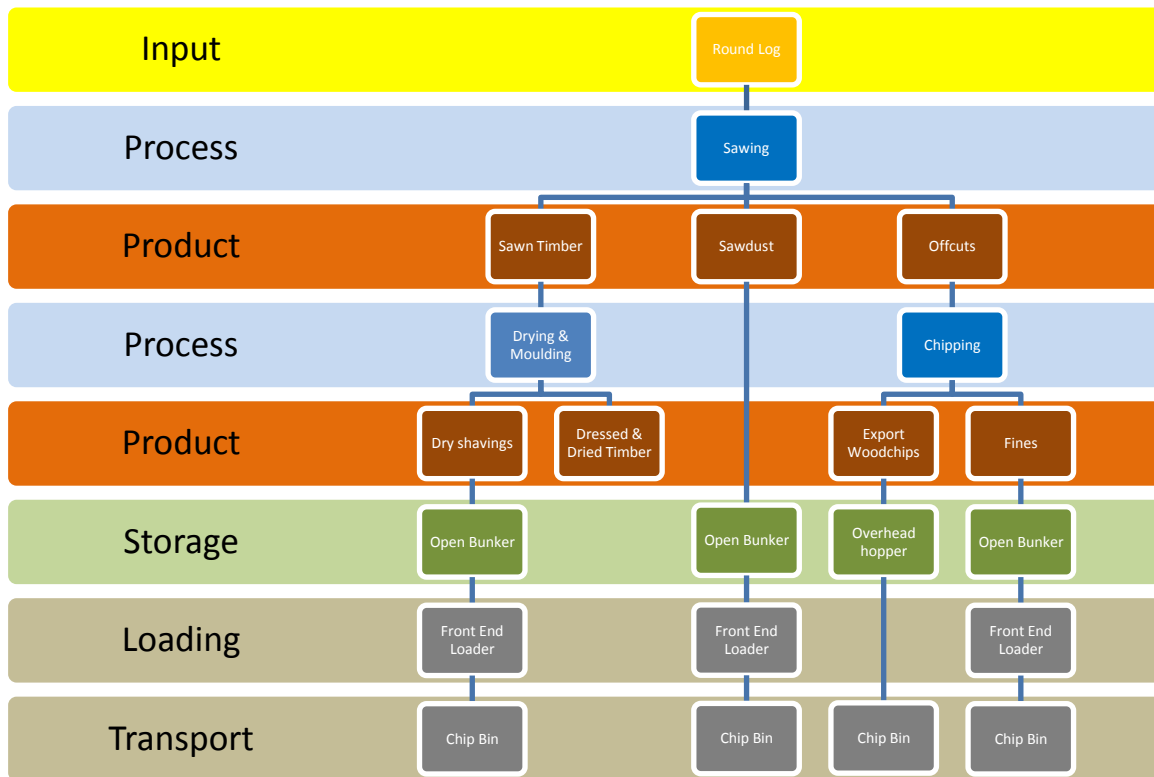 Input
Round Log
Process
Sawing
Product
Sawn Timber
Sawdust
Offcuts
Process
Drying &
Moulding
Chipping
Product
Dry shavings
Dressed &
Dried Timber
Export
Woodchips
Fines
Storage
Open Bunker
Open Bunker
Overhead
hopper
Open Bunker
Loading
Front End
Loader
Front End
Loader
Front End
Loader
Transport
Chip Bin
Chip Bin
Chip Bin
Chip Bin